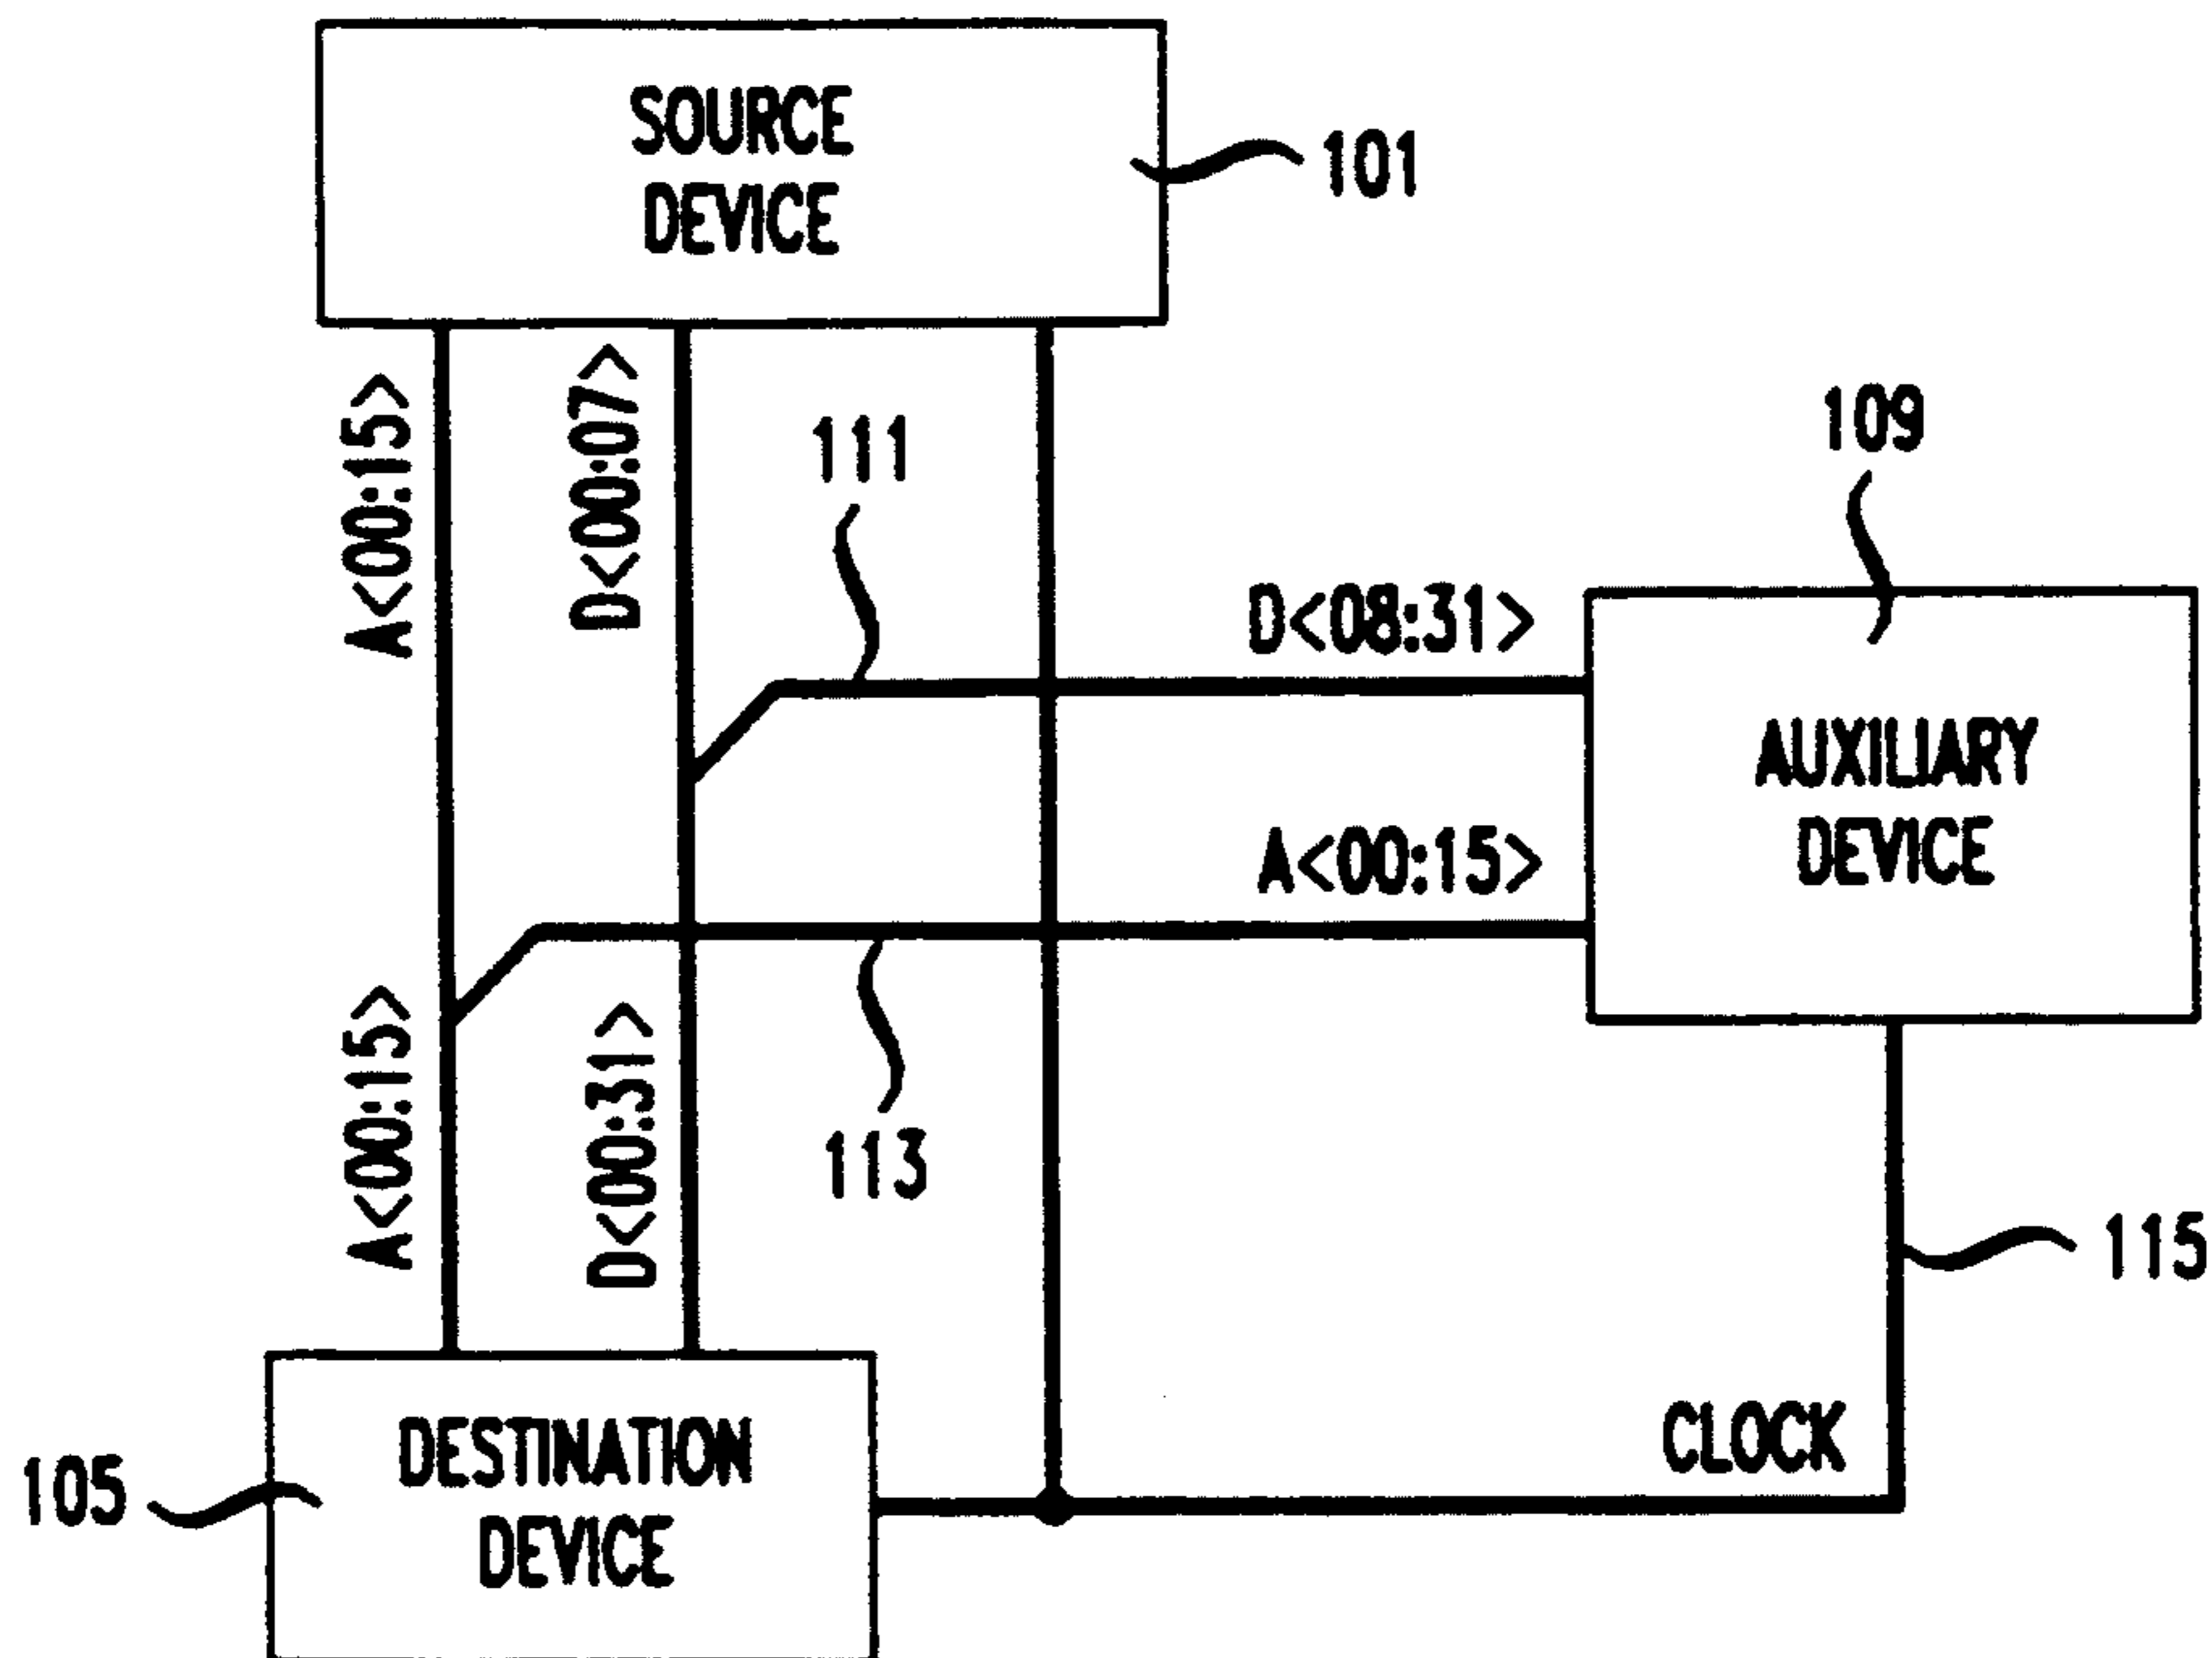 SOURCE
DEVICE
101
A<00:15>
D<00:07>
111
109
D<08:31>
AUXILIARY
DEVICE
A<00:15>
A<00:15>
D<00:31>
113
115
CLOCK
105
DESTINATION
DEVICE